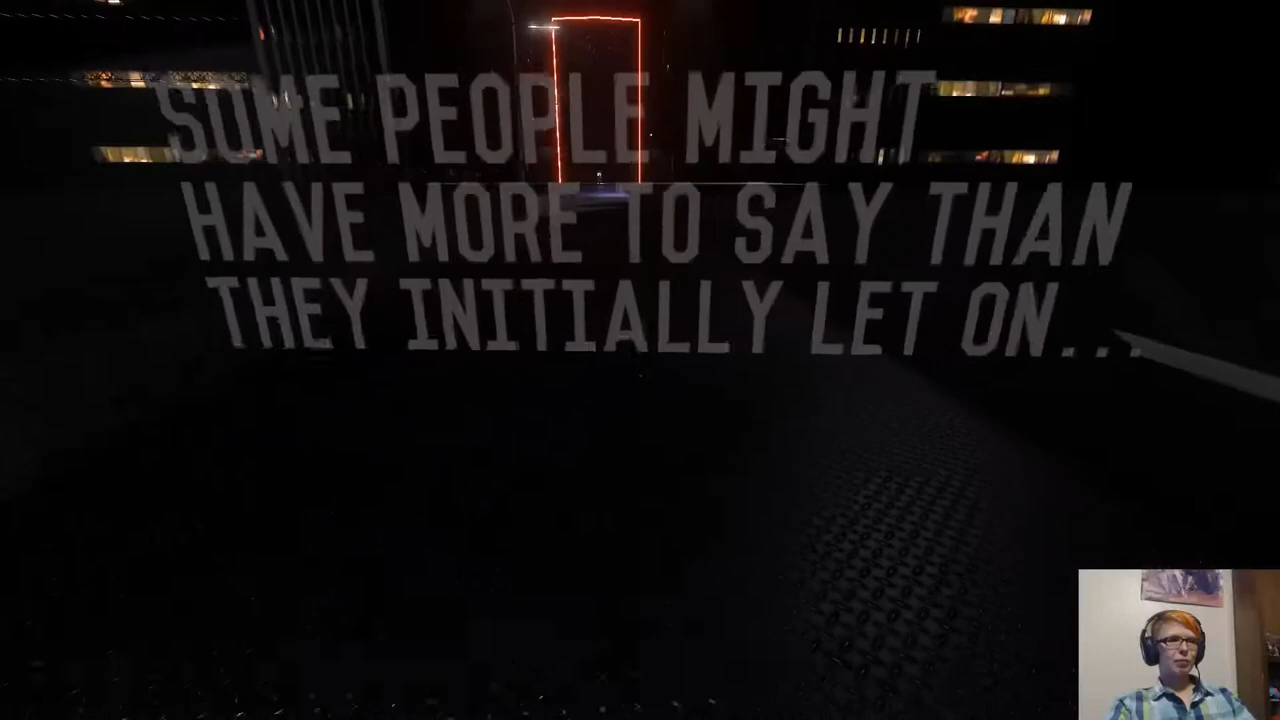 SOME PEOPLE MIGHT
HAVE MORE TO SAY THAN
THEY INITIALLY LET ON...